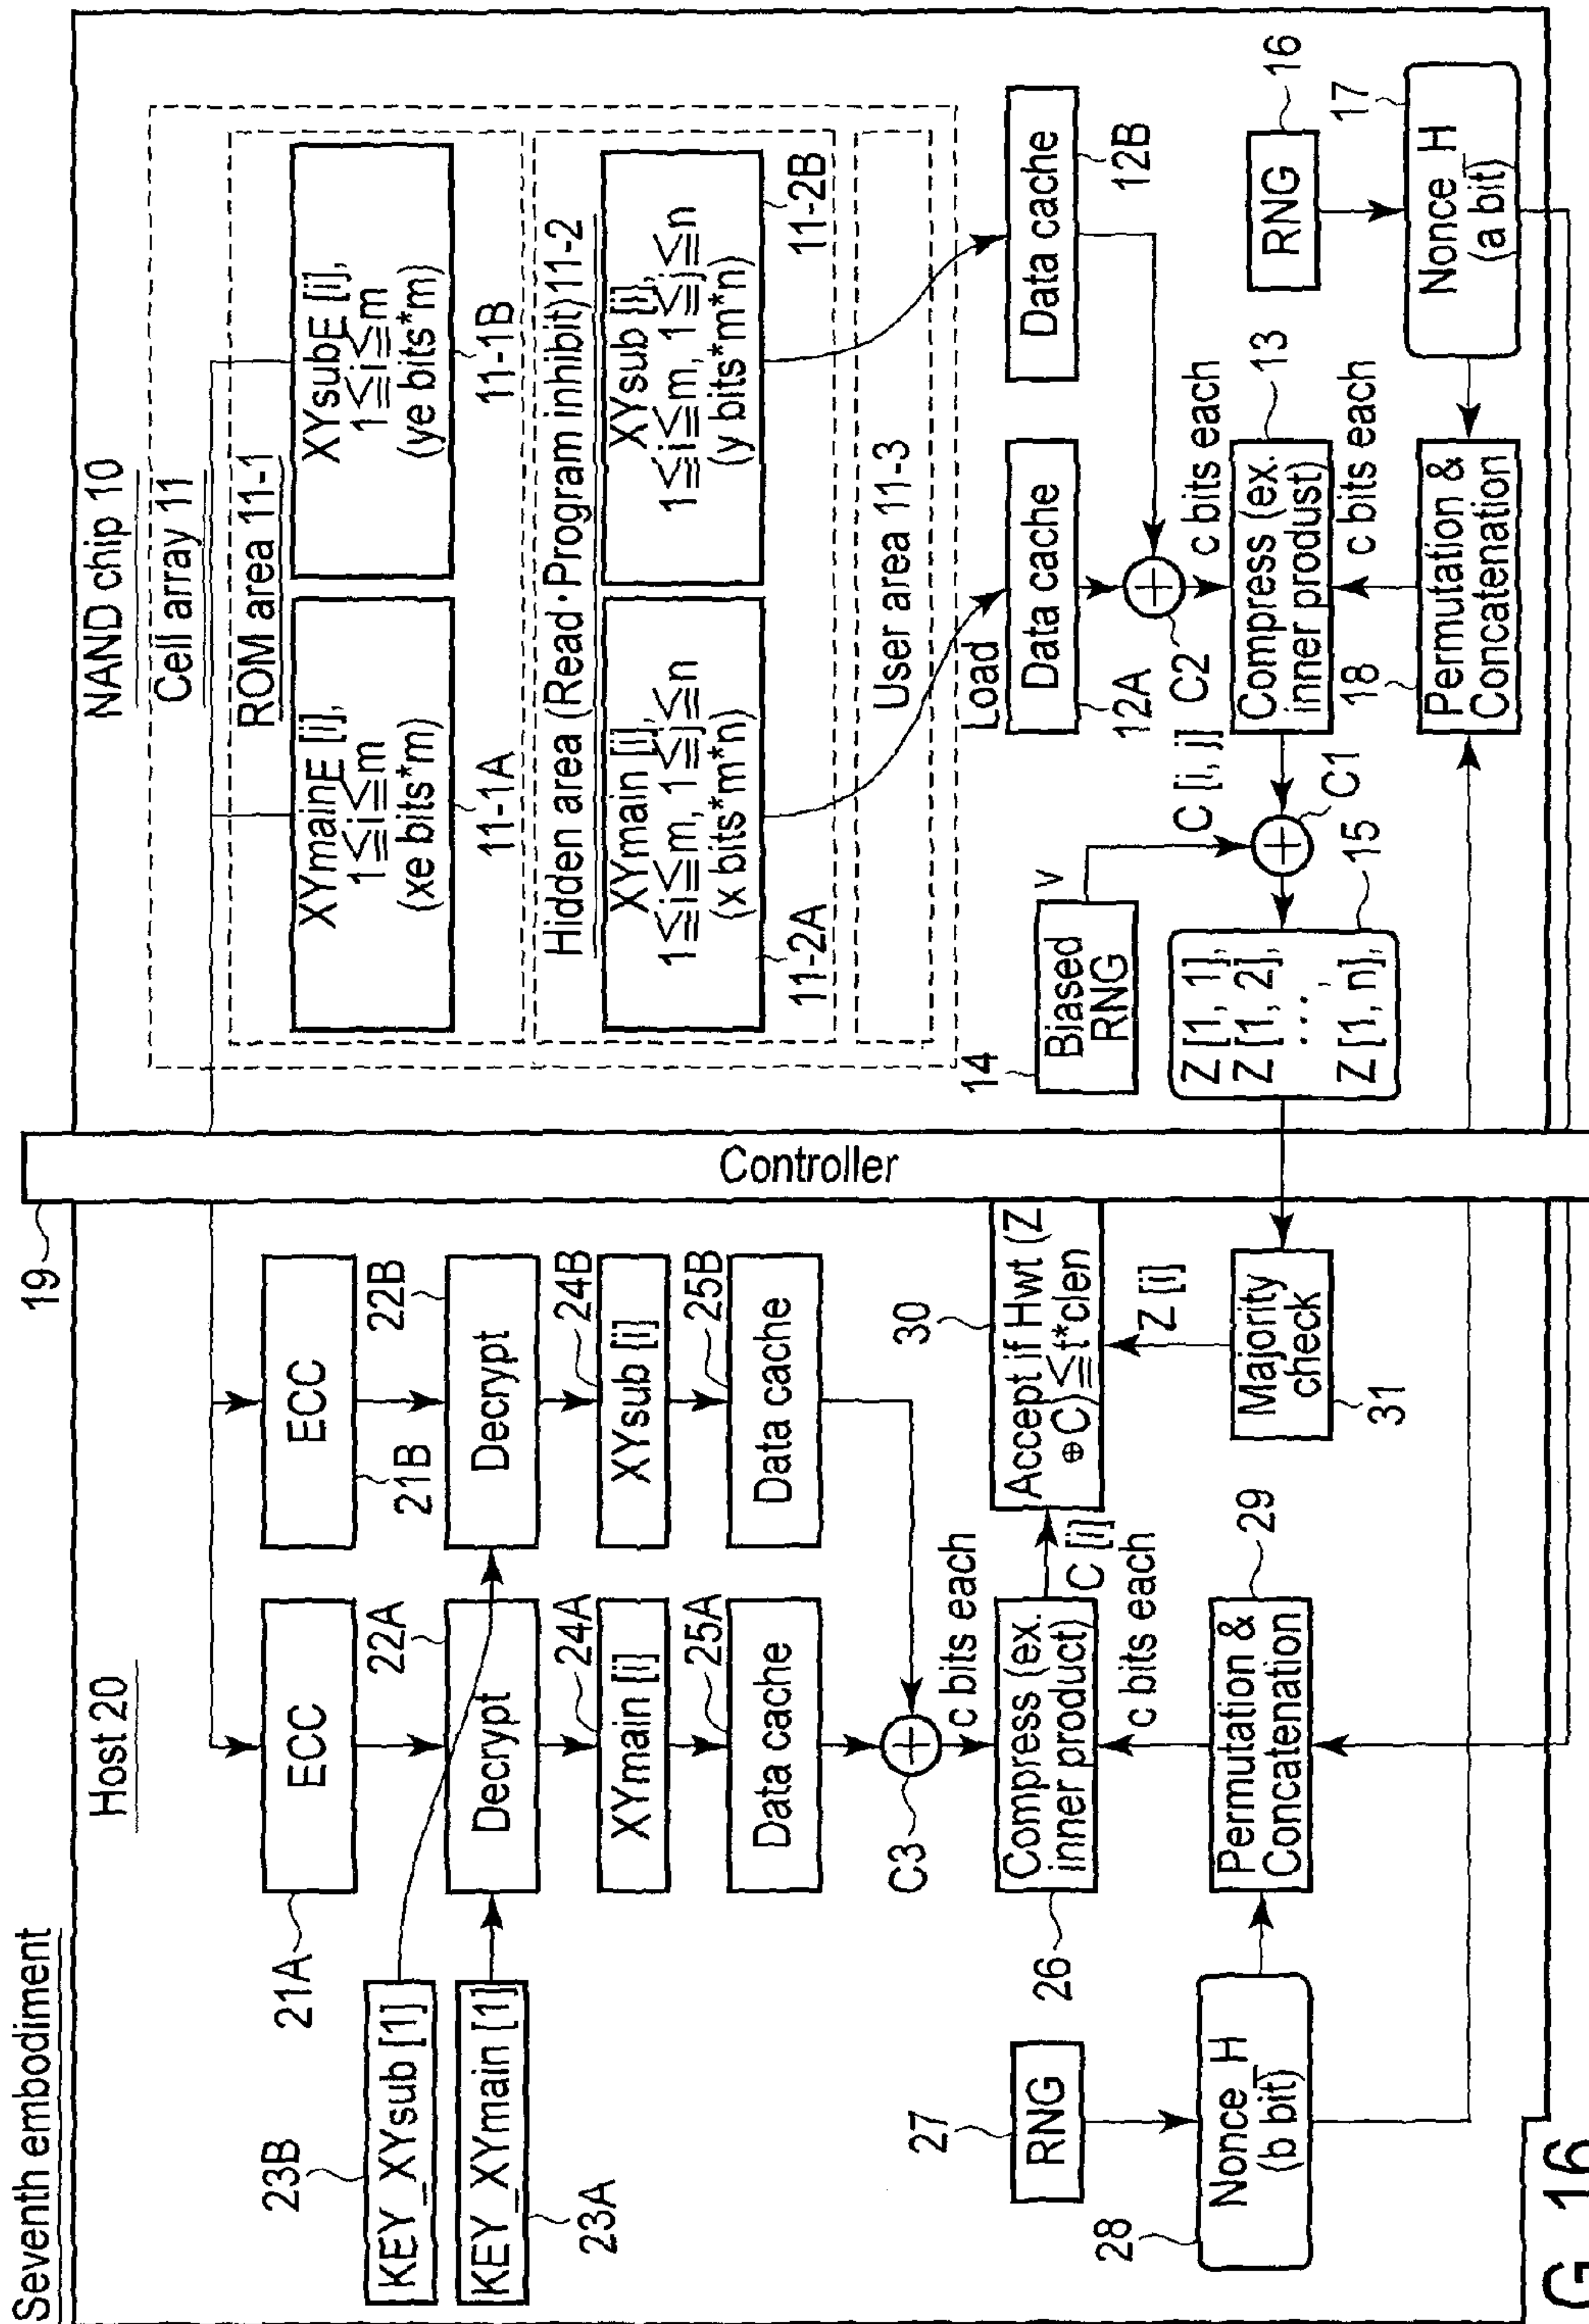 Seventh embodiment
Host 20
21A
ECC
21B
ECC
23B
KEY_XYsub [1]
KEY_XYmain [1]
23A
22A
Decrypt
22B
Decrypt
24A
XYmain [i]
24B
XYsub [i]
25A
Data cache
25B
Data cache
C3
c bits each
26
Compress (ex.
inner product)
C [i]
c bits each
30
Accept if Hwt (Z
⊕C)≦t*clen
Z [i]
27
RNG
28
Nonce H
(b bit)
Permutation &
Concatenation
29
Majority
check
31
19
Controller
NAND chip 10
Cell array 11
ROM area 11-1
XYmainE [i],
1≦i≦m
(xe bits*m)
11-1A
XYsubE [i],
1≦i≦m
(ye bits*m)
11-1B
Hidden area (Read·Program inhibit)11-2
XYmain [i],
1≦i≦m, 1≦j≦n
(x bits*m*n)
11-2A
XYsub [i],
1≦i≦m, 1≦j≦n
(y bits*m*n)
11-2B
User area 11-3
Load
Data cache
12A
Data cache
12B
14
Biased
RNG
v
C [i, j]
C2
c bits each
13
Compress (ex.
inner produst)
c bits each
C1
15
Z [1, 1],
Z [1, 2],
...,
Z [1, n],
18
Permutation &
Concatenation
RNG
16
17
Nonce H
(a bit)
G 16